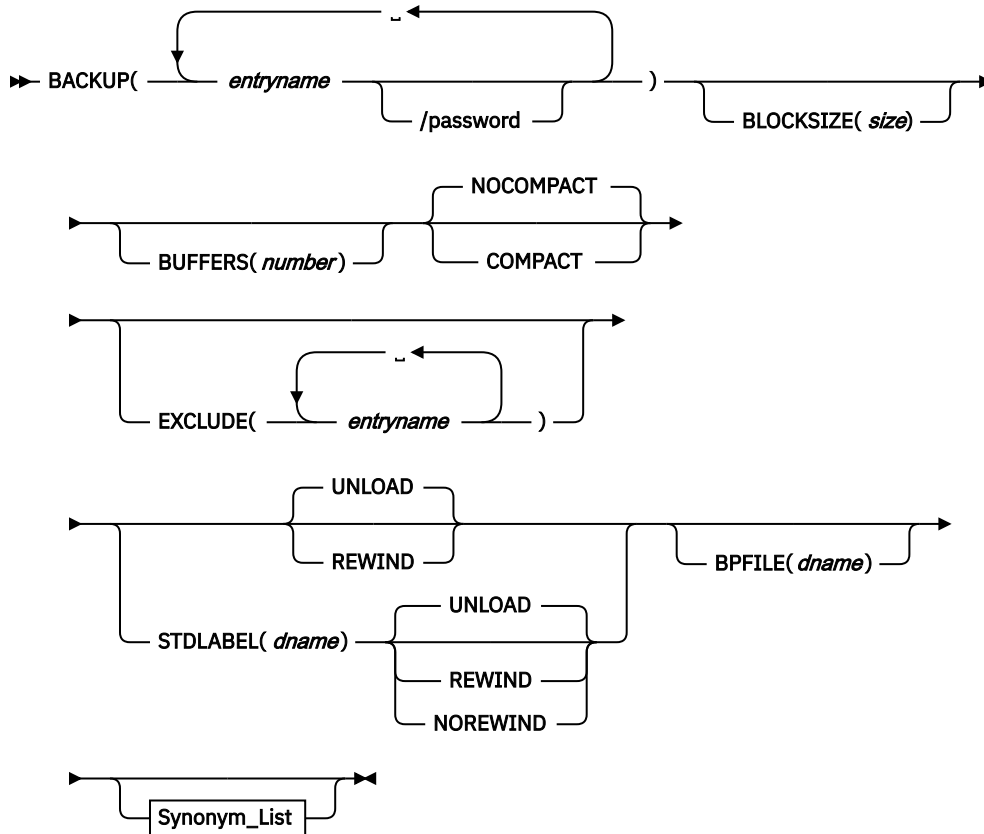 BACKUP( entryname ) 
/password
BLOCKSIZE( size)
NOCOMPACT
BUFFERS( number)
COMPACT
EXCLUDE( entryname )
UNLOAD
REWIND
BPFILE( dname)
UNLOAD
STDLABEL( dname)
REWIND
NOREWIND
Synonym_List